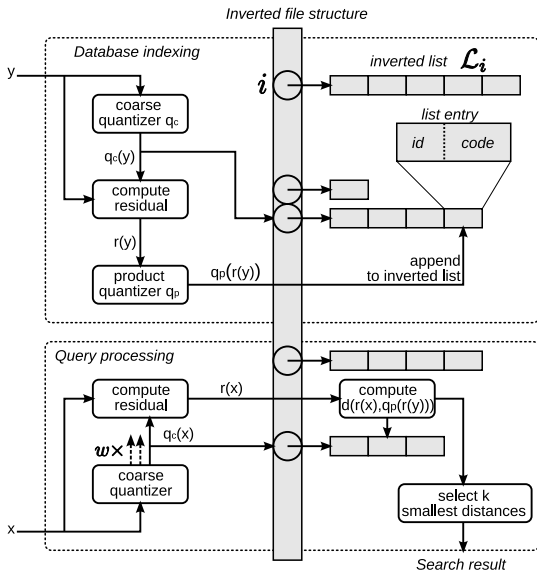 Inverted file structure
Database indexing
y
i
inverted list 𝓛i
coarse
quantizer qc
list entry
id code
qc(y)
compute
residual
r(y)
product
quantizer qp
qp(r(y))
append
to inverted list
Query processing
compute
residual
r(x)
compute
d(r(x),qp(r(y)))
w×
qc(x)
coarse
quantizer
select k
smallest distances
x
Search result